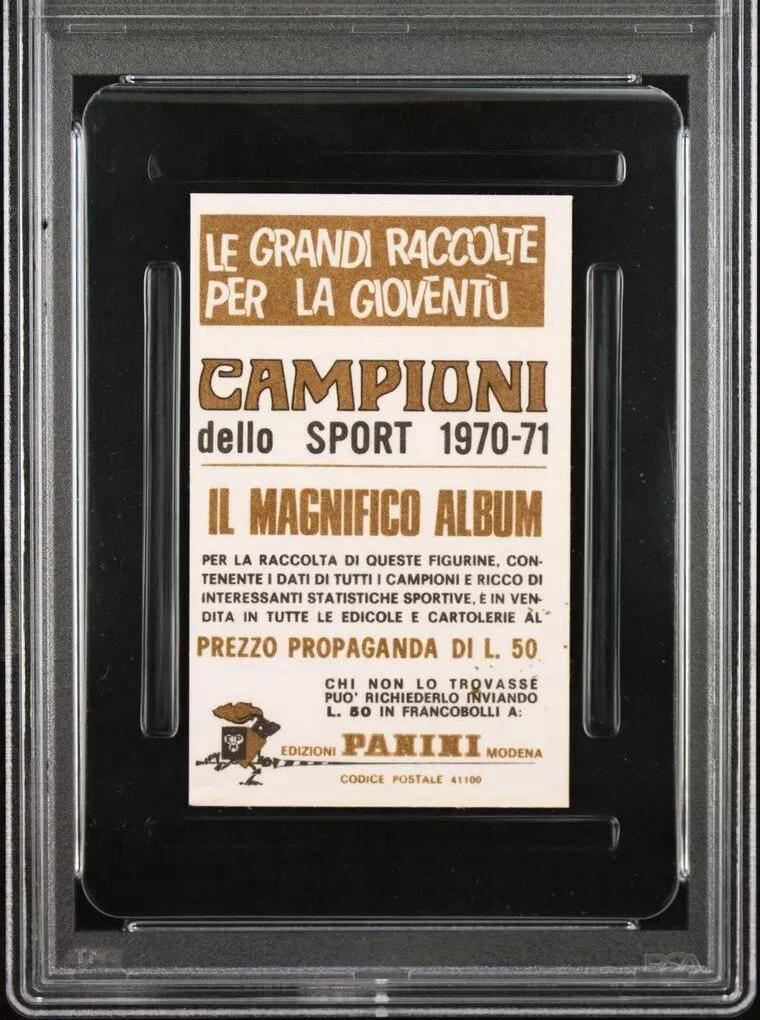 LE GRANDI RACCOLTE
PER LA GIOVENTÙ
CAMPIONI
dello SPORT 1970-71
IL MAGNIFICO ALBUM
PER LA RACCOLTA DI QUESTE FIGURINE, CON-
TENENTE I DATI DI TUTTI I CAMPIONI E RICCO DI
INTERESSANTI STATISTICHE SPORTIVE, È IN VEN-
DITA IN TUTTE LE EDICOLE E CARTOLERIE AL
PREZZO PROPAGANDA DI L. 50
CHI NON LO TROVASSE
PUO' RICHIEDERLO INVIANDO
L. 50 IN FRANCOBOLLI A:
EPM
EDIZIONI PANINI MODENA
CODICE POSTALE 41100
PSA